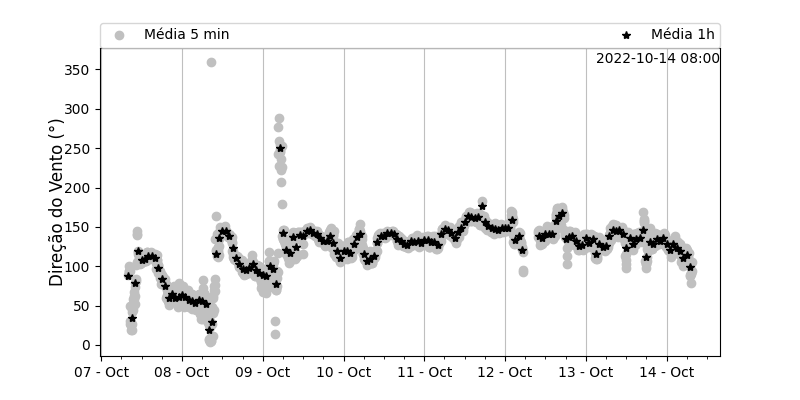 Média 5 min
Média 1h
2022-10-14 08:00
Direção do Vento (°)
350
300
250
200
150
100
50
0
07 - Oct
08 - Oct
09 - Oct
10 - Oct
11 - Oct
12 - Oct
13 - Oct
14 - Oct